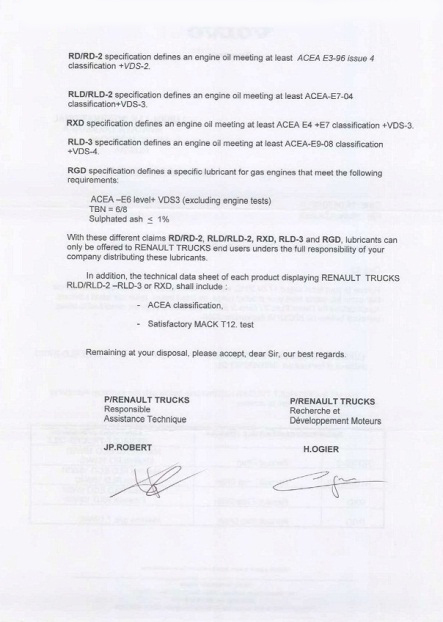 RD/RD-2 specification defines an engine oil meeting at least ACEA E3-96 issue 4
classification +VDS-2.
RLD/RLD-2 specification defines an engine oil meeting at least ACEA-E7-04
classification+VDS-3.
RXD specification defines an engine oil meeting at least ACEA E4 +E7 classification +VDS-3.
RLD-3 specification defines an engine oil meeting at least ACEA-E9-08 classification
+VDS-4.
RGD specification defines a specific lubricant for gas engines that meet the following
requirements:
ACEA –E6 level+ VDS3 (excluding engine tests)
TBN = 6/8
Sulphated ash ≤ 1%
With these different claims RD/RD-2, RLD/RLD-2, RXD, RLD-3 and RGD, lubricants can
only be offered to RENAULT TRUCKS end users under the full responsibility of your
company distributing these lubricants.
In addition, the technical data sheet of each product displaying RENAULT TRUCKS
RLD/RLD-2 –RLD-3 or RXD, shall include :
- ACEA classification,
- Satisfactory MACK T12. test
Remaining at your disposal, please accept, dear Sir, our best regards.
P/RENAULT TRUCKS
Responsible
Assistance Technique
JP.ROBERT
P/RENAULT TRUCKS
Recherche et
Développement Moteurs
H.OGIER